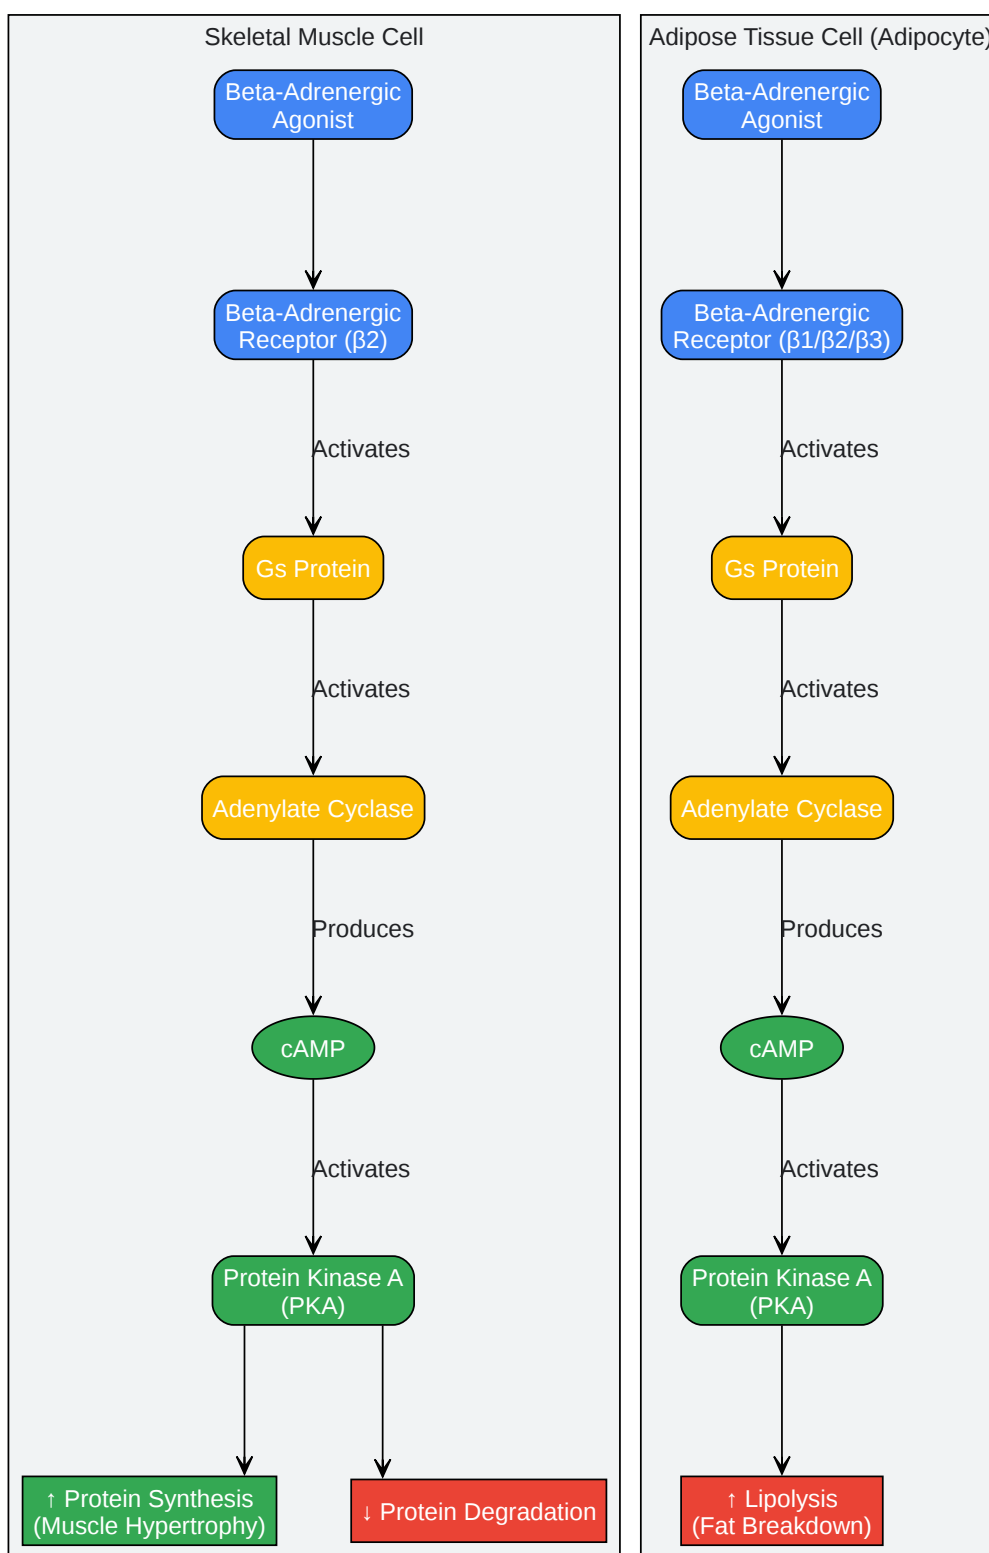 Skeletal Muscle Cell
Beta-Adrenergic
Agonist
Beta-Adrenergic
Receptor (β2)
Activates
Gs Protein
Activates
Adenylate Cyclase
Produces
cAMP
Activates
Protein Kinase A
(PKA)
↑ Protein Synthesis
(Muscle Hypertrophy)
↓ Protein Degradation
Adipose Tissue Cell (Adipocyte)
Beta-Adrenergic
Agonist
Beta-Adrenergic
Receptor (β1/β2/β3)
Activates
Gs Protein
Activates
Adenylate Cyclase
Produces
cAMP
Activates
Protein Kinase A
(PKA)
↑ Lipolysis
(Fat Breakdown)